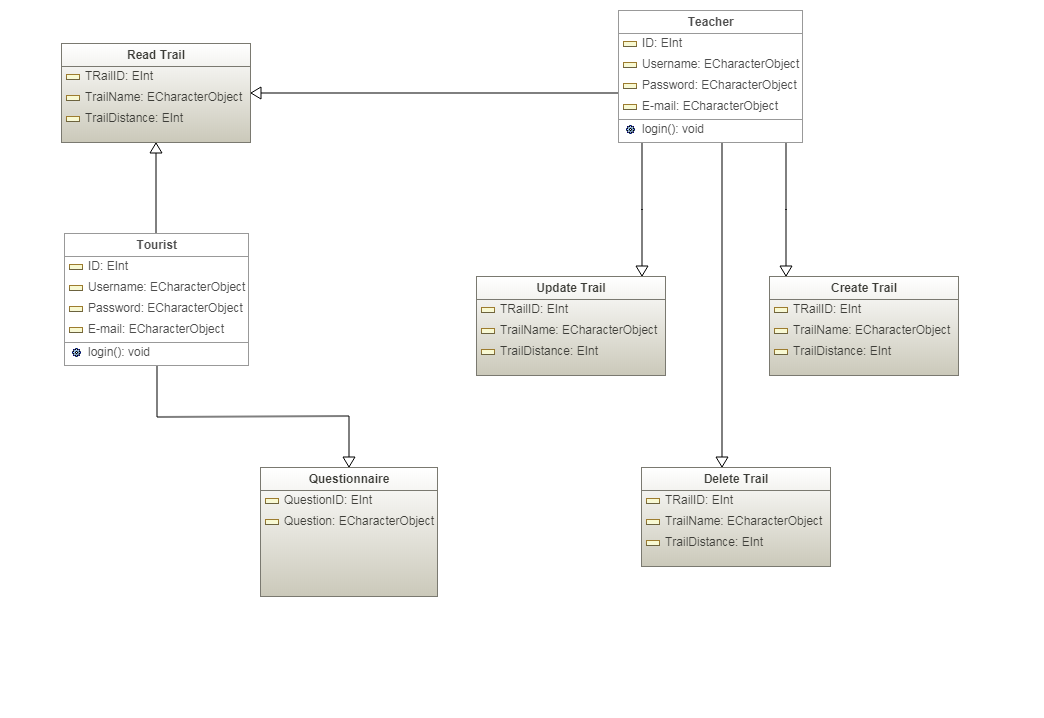 Read Trail
TRailID: EInt
TrailName: ECharacterObject
TrailDistance: EInt
Teacher
ID: EInt
Username: ECharacterObject
Password: ECharacterObject
E-mail: ECharacterObject
login(): void
Tourist
ID: EInt
Username: ECharacterObject
Password: ECharacterObject
E-mail: ECharacterObject
login(): void
Update Trail
TRailID: EInt
TrailName: ECharacterObject
TrailDistance: EInt
Create Trail
TRailID: EInt
TrailName: ECharacterObject
TrailDistance: EInt
Questionnaire
QuestionID: EInt
Question: ECharacterObject
Delete Trail
TRailID: EInt
TrailName: ECharacterObject
TrailDistance: EInt